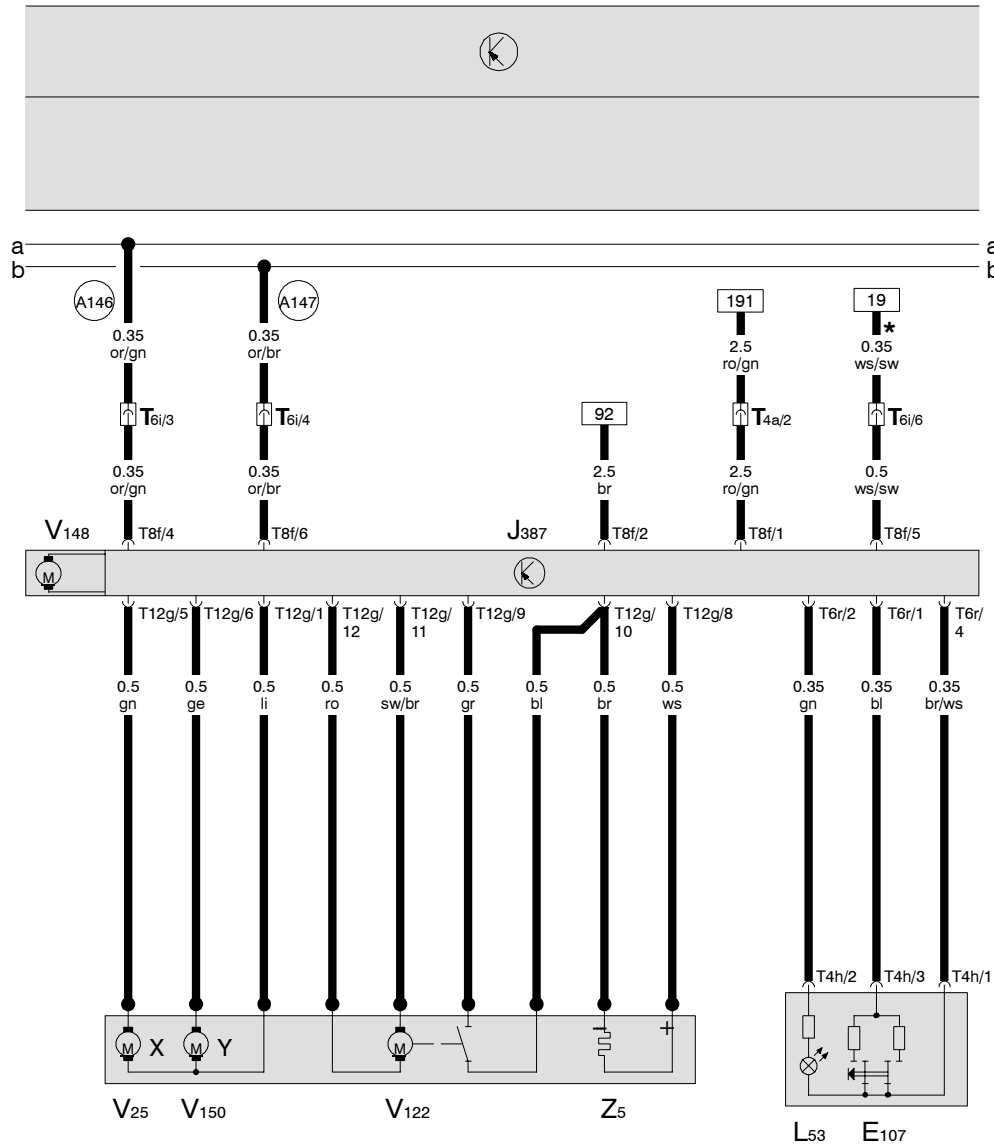 a a
b b
A146 A147 191 19
*
0.35 0.35 2.5 0.35
or/gn or/br ro/gn ws/sw
T6i/3 T6i/4 92 T4a/2 T6i/6
0.35 0.35 2.5 2.5 0.5
or/gn or/br br ro/gn ws/sw
V148 T8f/4 T8f/6 J387 T8f/2 T8f/1 T8f/5
M
T12g/5 T12g/6 T12g/1 T12g/ T12g/ T12g/9 T12g/ T12g/8 T6r/2 T6r/1 T6r/
12 11 10 4
0.5 0.5 0.5 0.5 0.5 0.5 0.5 0.5 0.5 0.35 0.35 0.35
gn ge li ro sw/br gr bl br ws gn bl br/ws
T4h/2 T4h/3 T4h/1
M X M Y M − +
V25 V150 V122 Z5
L53 E107